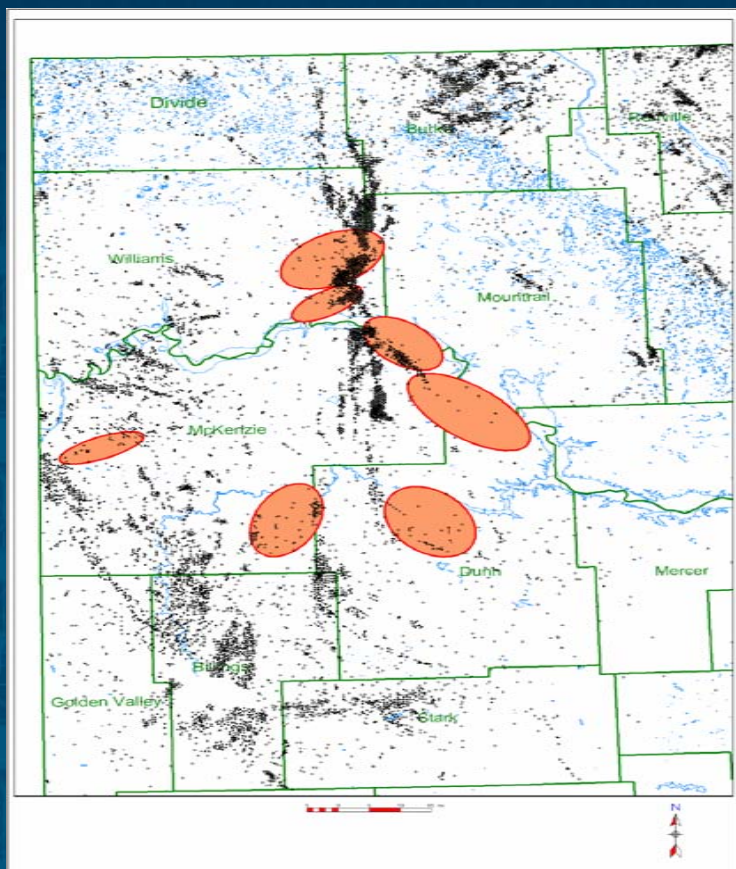 Divide
Burke
Renville
Williams
Mountrail
McKenzie
Dunn
Mercer
Billings
Golden Valley
Stark
N